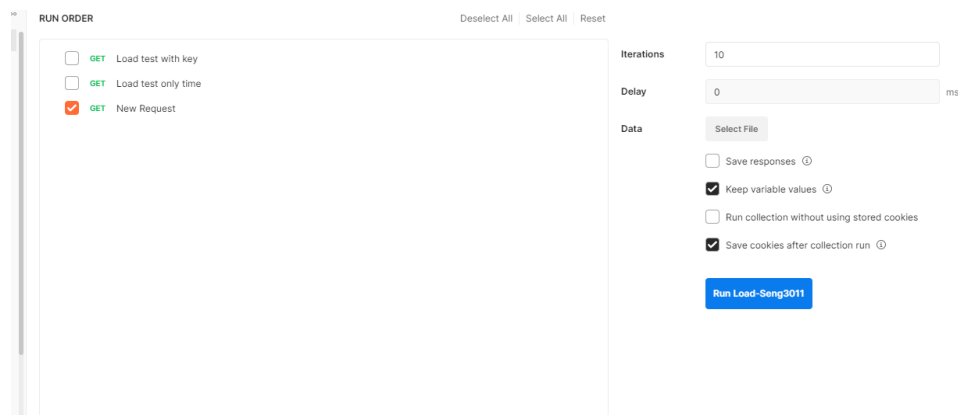 RUN ORDER
Deselect All Select All Reset
GET Load test with key
GET Load test only time
GET New Request
Iterations 10
Delay 0 ms
Data Select File
Save responses
Keep variable values
Run collection without using stored cookies
Save cookies after collection run
Run Load-Seng3011